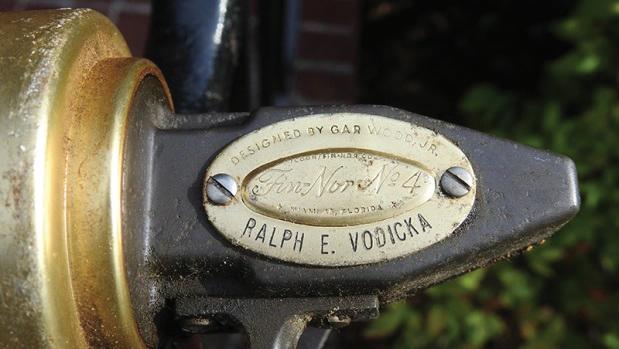 DESIGNED BY GAR WOOD, JR.
Fin-Nor No 4
MIAMI FLORIDA
RALPH E. VODICKA